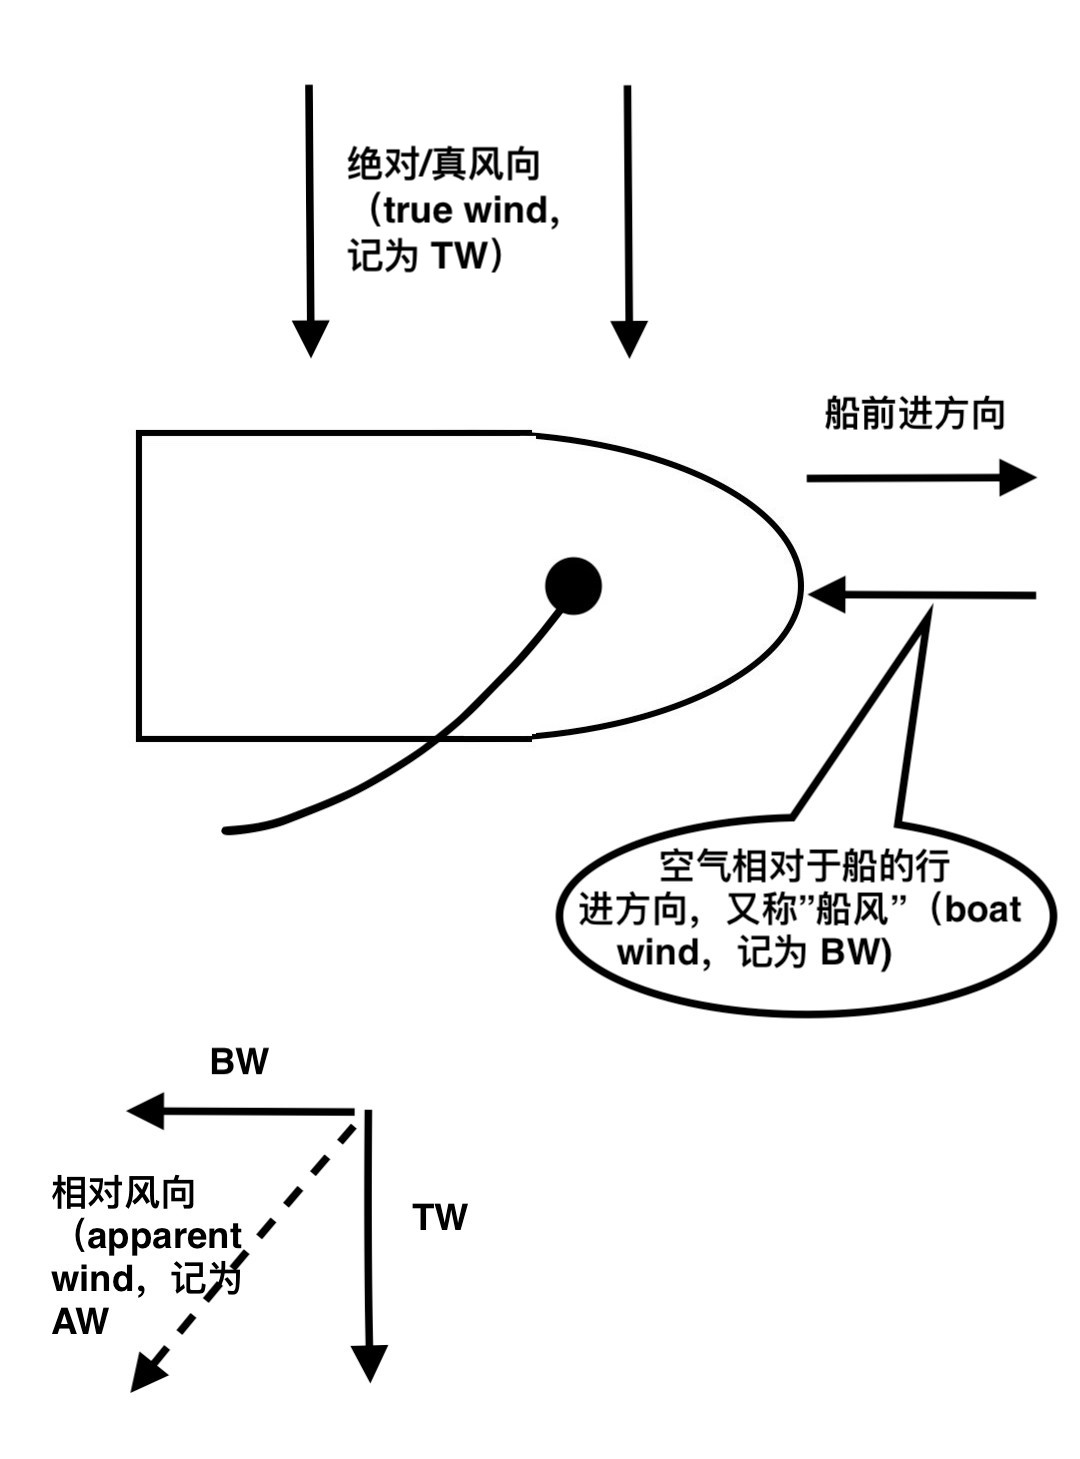 绝对/真风向
（true wind，
记为 TW）
船前进方向
空气相对于船的行
进方向，又称”船风”（boat
wind，记为 BW)
BW
相对风向
（apparent
wind，记为
AW
TW